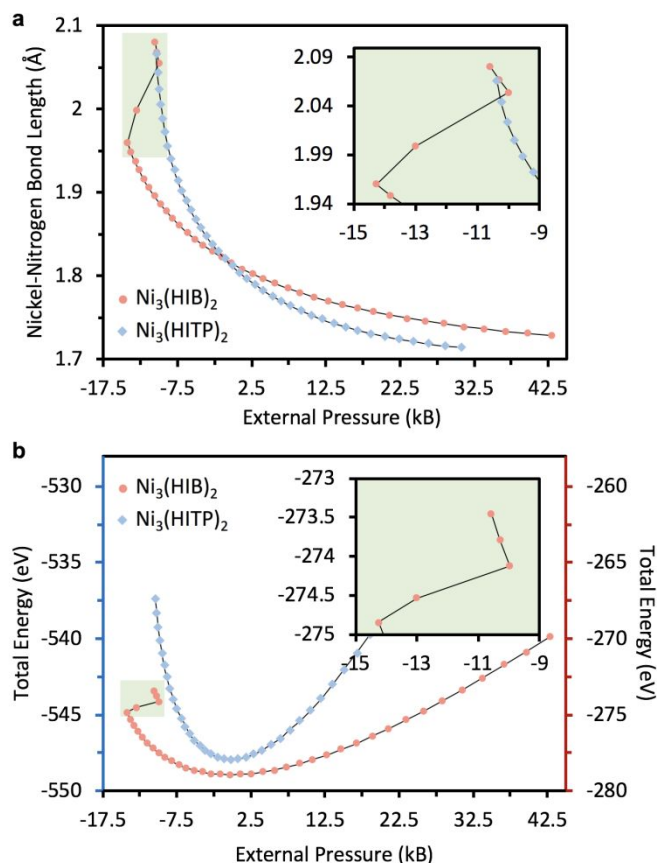 a
2.1
2
1.9
1.8
1.7
Nickel-Nitrogen Bond Length (Å)
2.09
2.04
1.99
1.94
-15 -13 -11 -9
Ni₃(HIB)₂
Ni₃(HITP)₂
-17.5 -7.5 2.5 12.5 22.5 32.5 42.5
External Pressure (kB)
b
-530
-535
-540
-545
-550
Total Energy (eV)
Ni₃(HIB)₂
Ni₃(HITP)₂
-273
-273.5
-274
-274.5
-275
-15 -13 -11 -9
-260
-265
-270
-275
-280
Total Energy (eV)
-17.5 -7.5 2.5 12.5 22.5 32.5 42.5
External Pressure (kB)